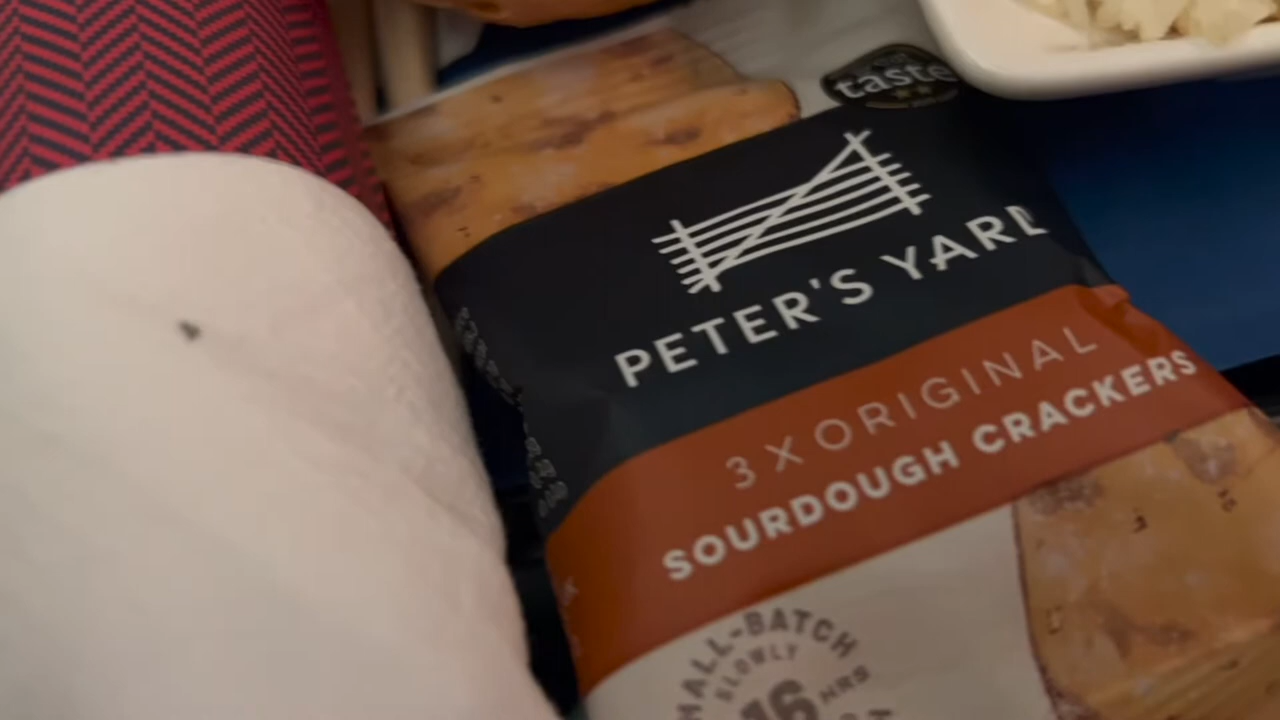 taste
PETER'S YARD
3 X ORIGINAL
SOURDOUGH CRACKERS
SMALL-BATCH
SLOWLY
16 HRS